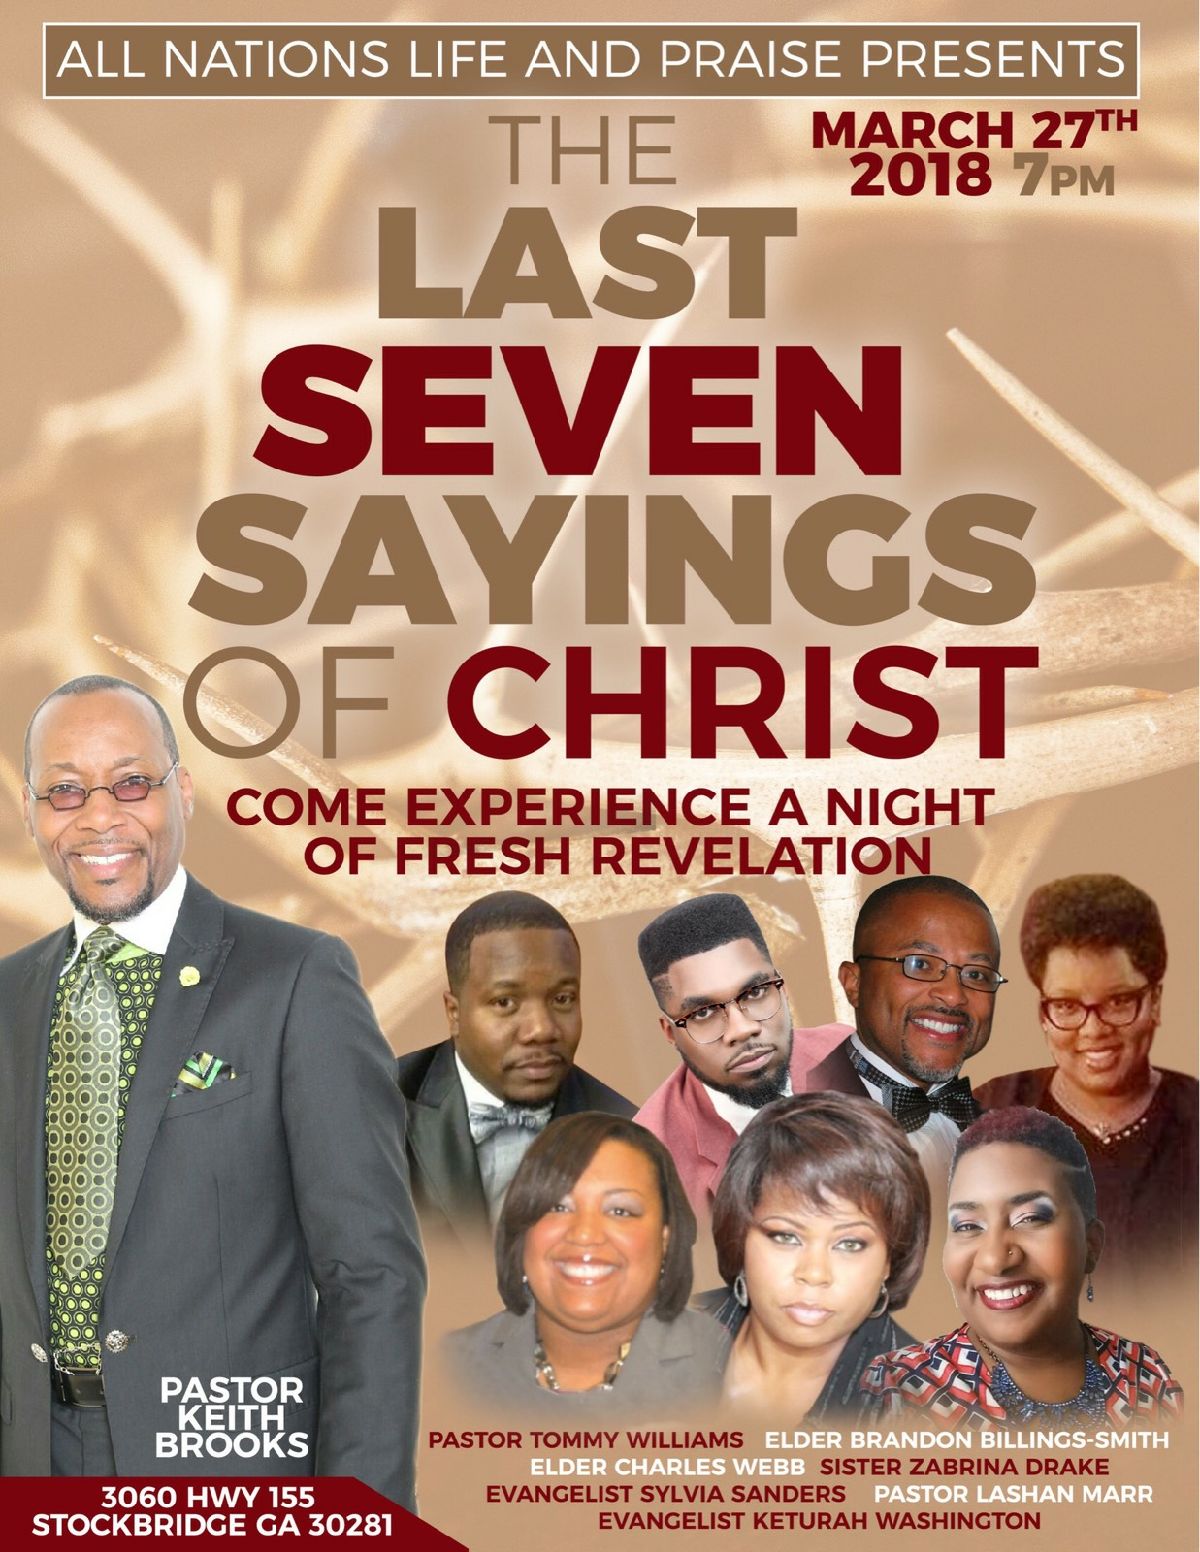 ALL NATIONS LIFE AND PRAISE PRESENTS
MARCH 27TH
2018 7PM
THE
LAST
SEVEN
SAYINGS
OF CHRIST
COME EXPERIENCE A NIGHT
OF FRESH REVELATION
PASTOR
KEITH
BROOKS
3060 HWY 155
STOCKBRIDGE GA 30281
PASTOR TOMMY WILLIAMS ELDER BRANDON BILLINGS-SMITH
ELDER CHARLES WEBB SISTER ZABRINA DRAKE
EVANGELIST SYLVIA SANDERS PASTOR LASHAN MARR
EVANGELIST KETURAH WASHINGTON